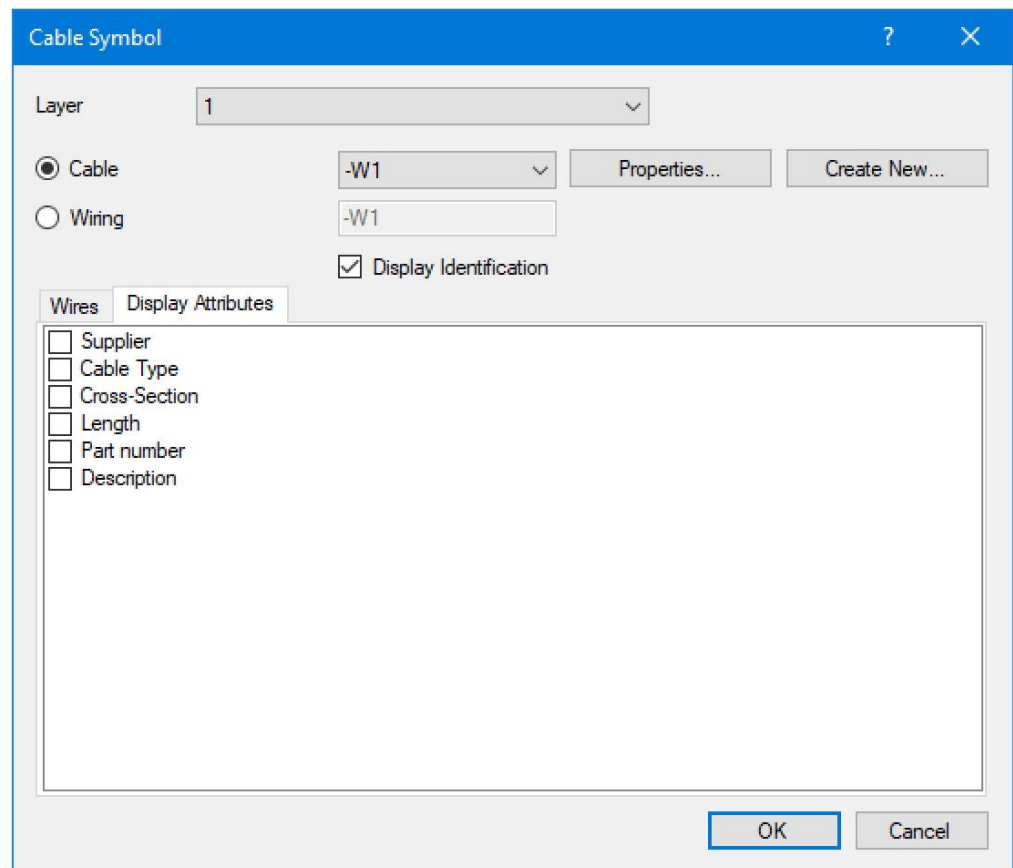 Cable Symbol ?
Layer 1
Cable -W1 Properties... Create New...
Wiring -W1
Display Identification
Wires Display Attributes
Supplier
Cable Type
Cross-Section
Length
Part number
Description
OK Cancel